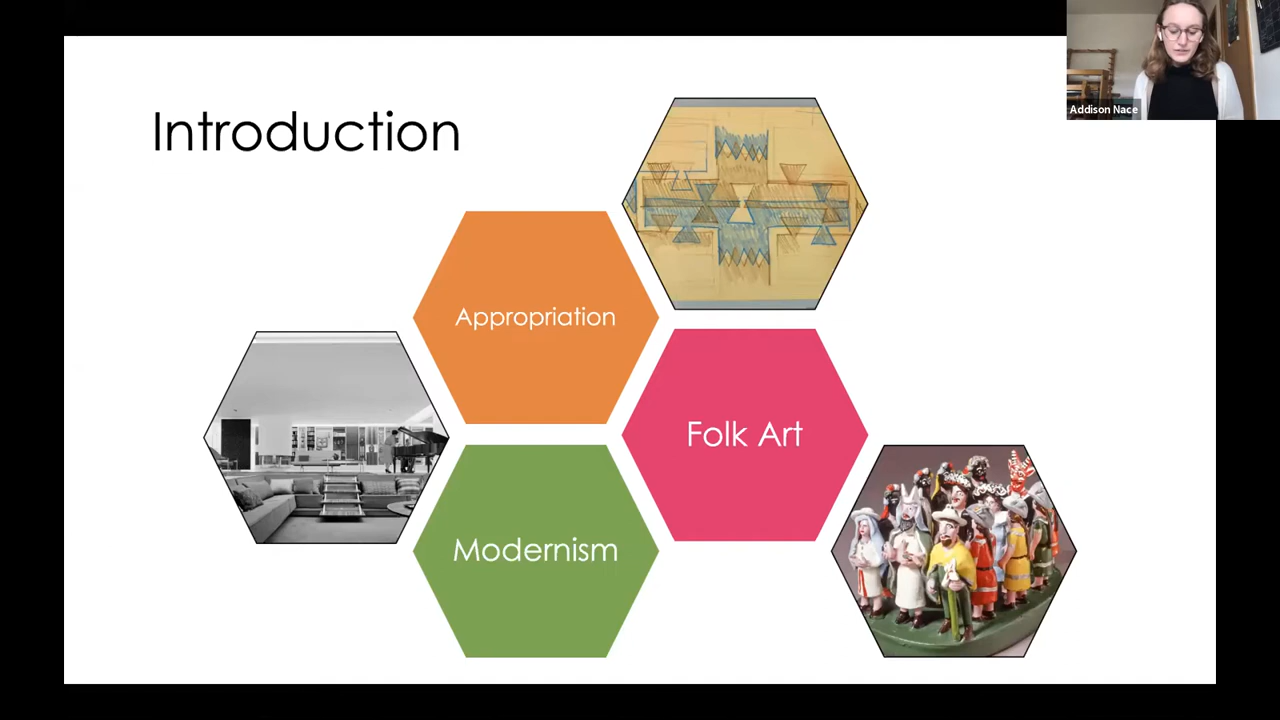 Introduction
Appropriation
Folk Art
Modernism
Addison Nace